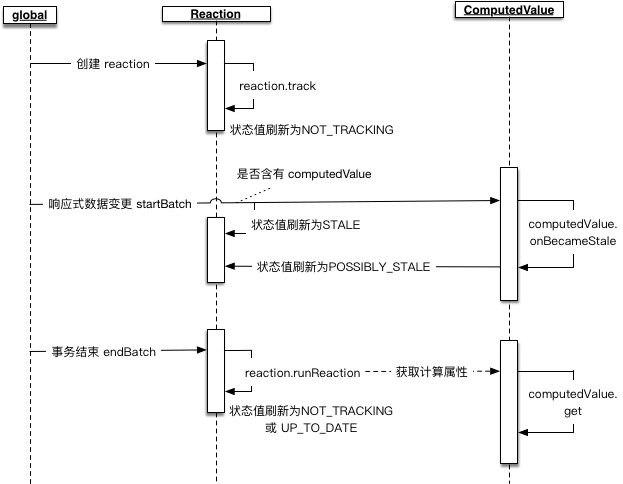 global
Reaction
ComputedValue
创建 reaction
reaction.track
状态值刷新为NOT_TRACKING
是否含有 computedValue
响应式数据变更 startBatch
状态值刷新为STALE
computedValue.
onBecameStale
状态值刷新为POSSIBLY_STALE
事务结束 endBatch
reaction.runReaction
获取计算属性
computedValue.
get
状态值刷新为NOT_TRACKING
或 UP_TO_DATE